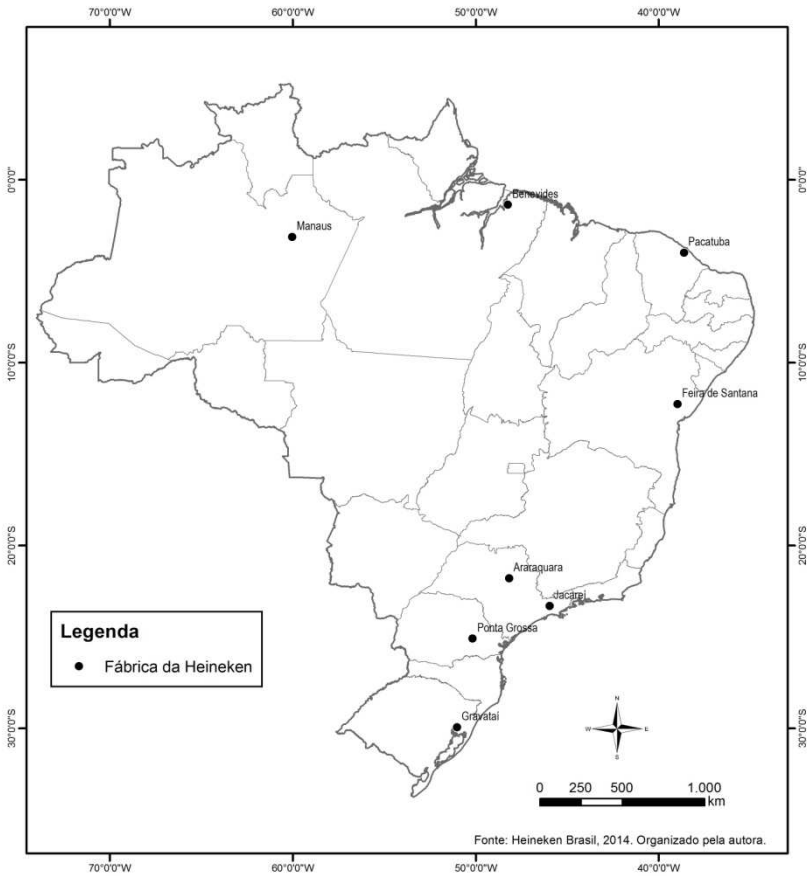 70°0'0"W
60°0'0"W
50°0'0"W
40°0'0"W
0°0'0"
0°0'0"
Benevides
Manaus
Pacatuba
10°0'0"S
10°0'0"S
Feira de Santana
20°0'0"S
20°0'0"S
Araraquara
Jacareí
Legenda
Ponta Grossa
Fábrica da Heineken
Gravataí
30°0'0"S
30°0'0"S
N
W
E
S
0 250 500 1.000
km
Fonte: Heineken Brasil, 2014. Organizado pela autora.
70°0'0"W
60°0'0"W
50°0'0"W
40°0'0"W